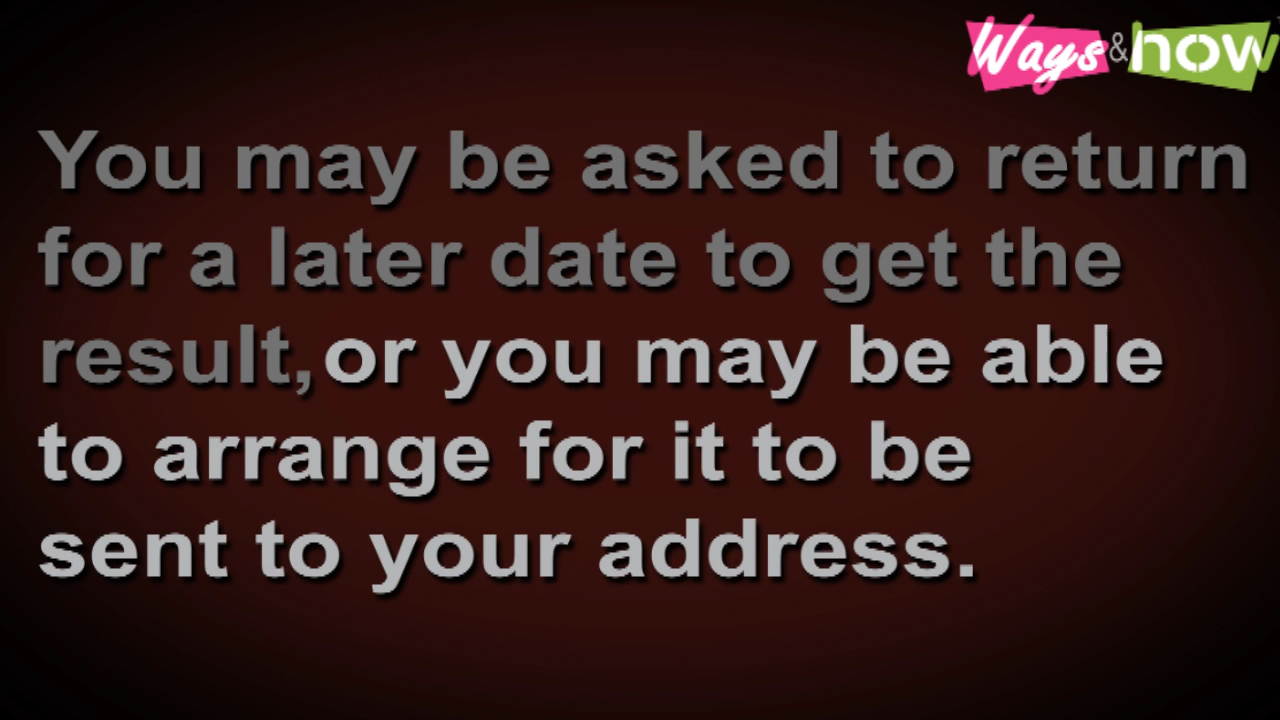 Ways & how
You may be asked to return
for a later date to get the
result, or you may be able
to arrange for it to be
sent to your address.